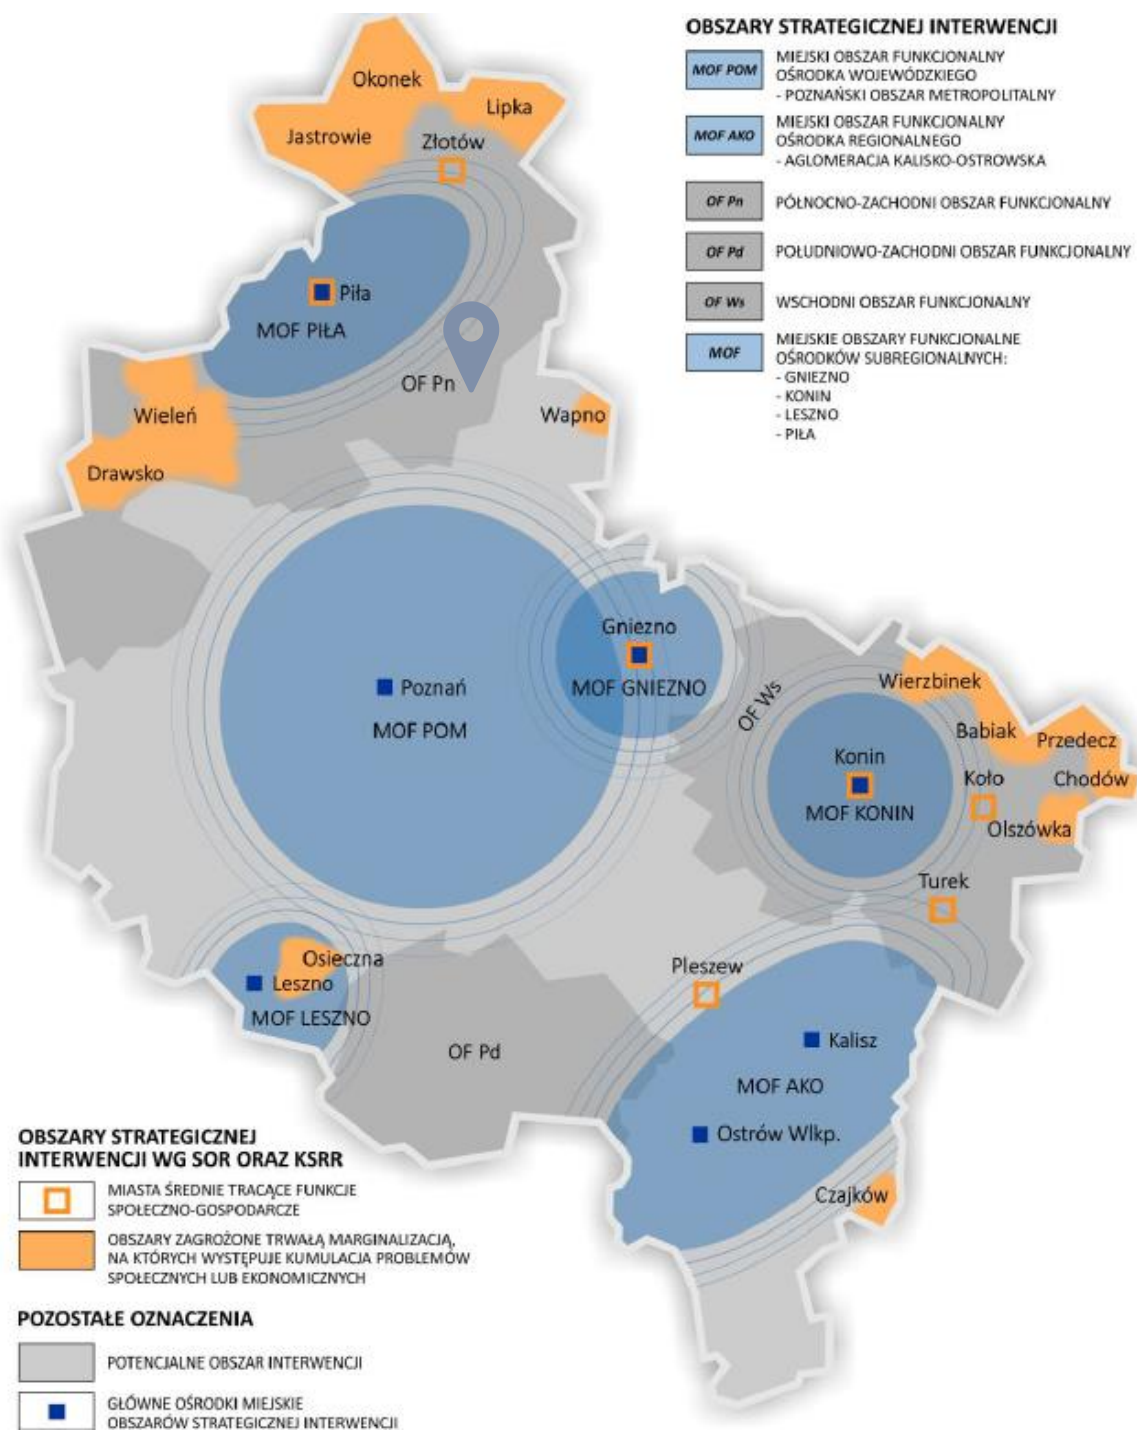 OBSZARY STRATEGICZNEJ INTERWENCJI
MOF POM
MIEJSKI OBSZAR FUNKCJONALNY
OŚRODKA WOJEWÓDZKIEGO
- POZNAŃSKI OBSZAR METROPOLITALNY
MOF AKO
MIEJSKI OBSZAR FUNKCJONALNY
OŚRODKA REGIONALNEGO
- AGLOMERACJA KALISKO-OSTROWSKA
OF Pn
PÓŁNOCNO-ZACHODNI OBSZAR FUNKCJONALNY
OF Pd
POŁUDNIOWO-ZACHODNI OBSZAR FUNKCJONALNY
OF Ws
WSCHODNI OBSZAR FUNKCJONALNY
MOF
MIEJSKIE OBSZARY FUNKCJONALNE
OŚRODKÓW SUBREGIONALNYCH:
- GNIEZNO
- KONIN
- LESZNO
- PIŁA
Okonek
Lipka
Jastrowie
Złotów
Piła
MOF PIŁA
OF Pn
Wieleń
Wapno
Drawsko
Gniezno
MOF GNIEZNO
Poznań
MOF POM
OF Ws
Wierzbinek
Babiak
Przedecz
Konin
Koło
Chodów
MOF KONIN
Olszówka
Turek
Osieczna
Leszno
MOF LESZNO
Pleszew
Kalisz
OF Pd
MOF AKO
Ostrów Wlkp.
Czajków
OBSZARY STRATEGICZNEJ
INTERWENCJI WG SOR ORAZ KSRR
MIASTA ŚREDNIE TRACĄCE FUNKCJE
SPOŁECZNO-GOSPODARCZE
OBSZARY ZAGROŻONE TRWAŁĄ MARGINALIZACJĄ,
NA KTÓRYCH WYSTĘPUJE KUMULACJA PROBLEMÓW
SPOŁECZNYCH LUB EKONOMICZNYCH
POZOSTAŁE OZNACZENIA
POTENCJALNE OBSZAR INTERWENCJI
GŁÓWNE OŚRODKI MIEJSKIE
OBSZARÓW STRATEGICZNEJ INTERWENCJI